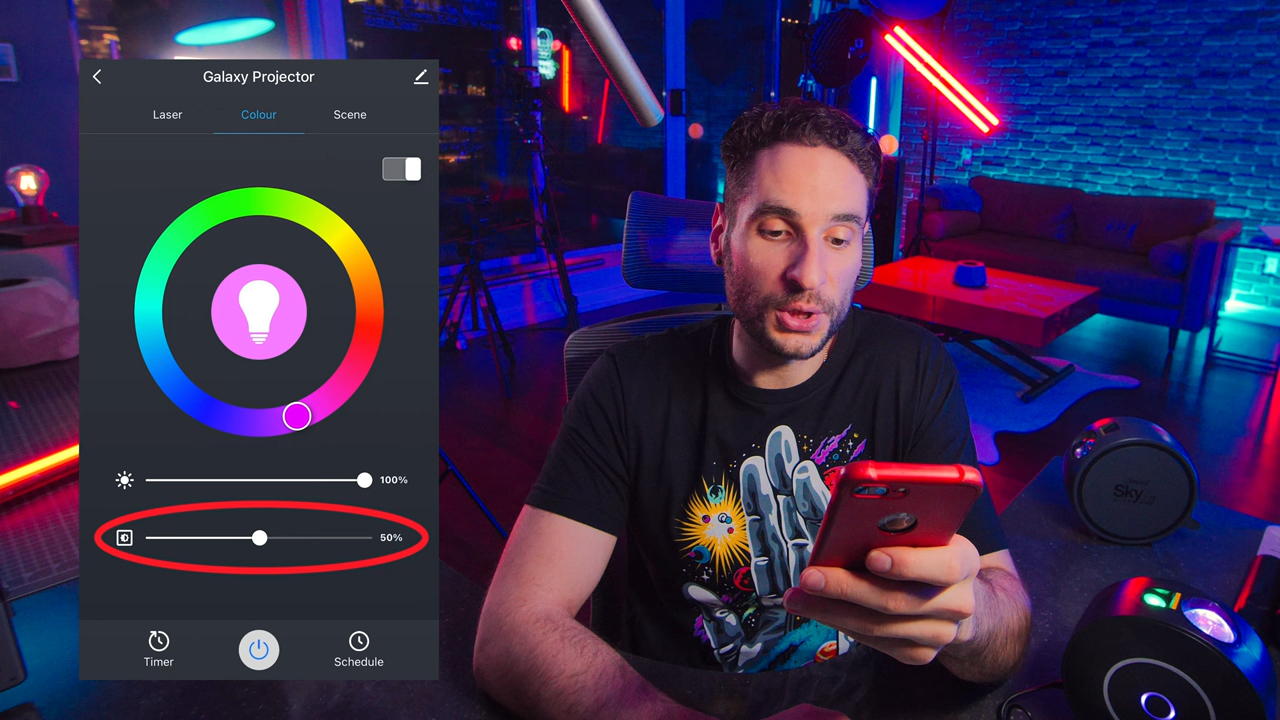 Galaxy Projector
Laser
Colour
Scene
100%
50%
Timer
Schedule
Sky